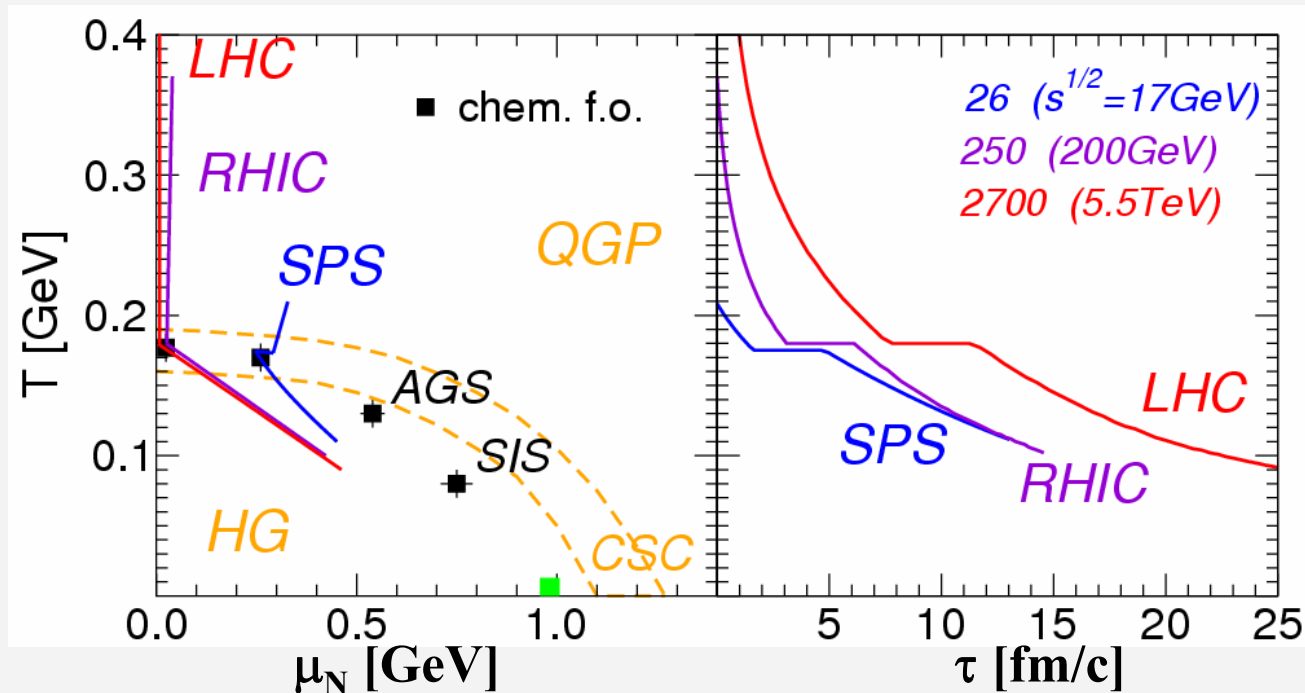 0.4
LHC
chem. f.o.
26 (s^1/2=17GeV)
250 (200GeV)
2700 (5.5TeV)
0.3
RHIC
QGP
SPS
T [GeV]
0.2
AGS
SIS
0.1
HG
CSC
SPS
LHC
RHIC
0.0 0.5 1.0
5 10 15 20 25
μN [GeV]
τ [fm/c]